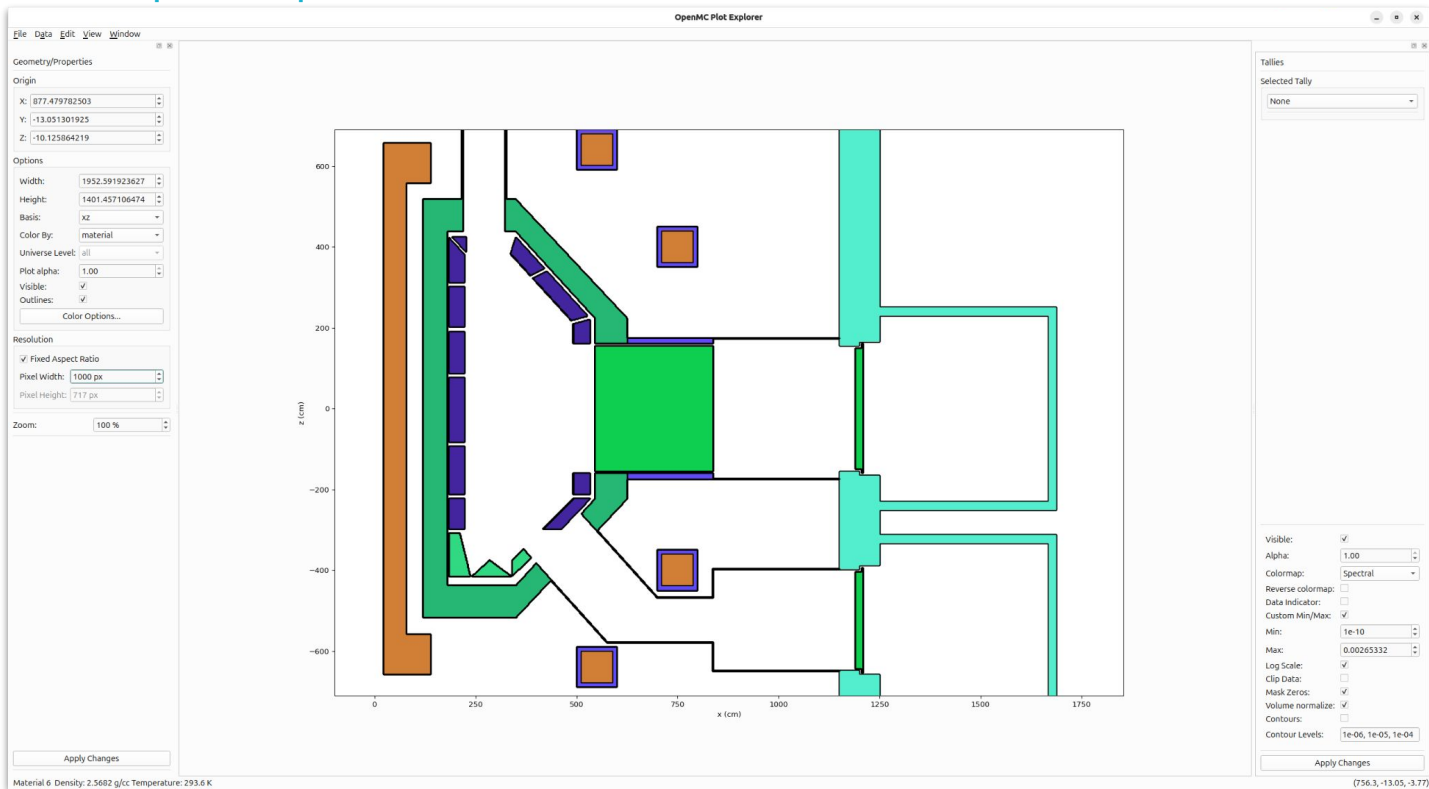 OpenMC Plot Explorer
File Data Edit View Window
Geometry/Properties
Origin
X: 877.479782503
Y: -13.051301925
Z: -10.125864219
Options
Width: 1952.591923627
Height: 1401.457106474
Basis: xz
Color By: material
Universe Level: all
Plot alpha: 1.00
Visible:
Outlines:
Color Options...
Resolution
Fixed Aspect Ratio
Pixel Width: 1000 px
Pixel Height: 717 px
Zoom: 100 %
Apply Changes
600
400
200
0
−200
−400
−600
z (cm)
0 250 500 750 1000 1250 1500 1750
x (cm)
Tallies
Selected Tally
None
Visible:
Alpha: 1.00
Colormap: Spectral
Reverse colormap:
Data Indicator:
Custom Min/Max:
Min: 1e-10
Max: 0.00265332
Log Scale:
Clip Data:
Mask Zeros:
Volume normalize:
Contours:
Contour Levels: 1e-06, 1e-05, 1e-04
Apply Changes
Material 6 Density: 2.5682 g/cc Temperature: 293.6 K
(756.3, -13.05, -3.77)